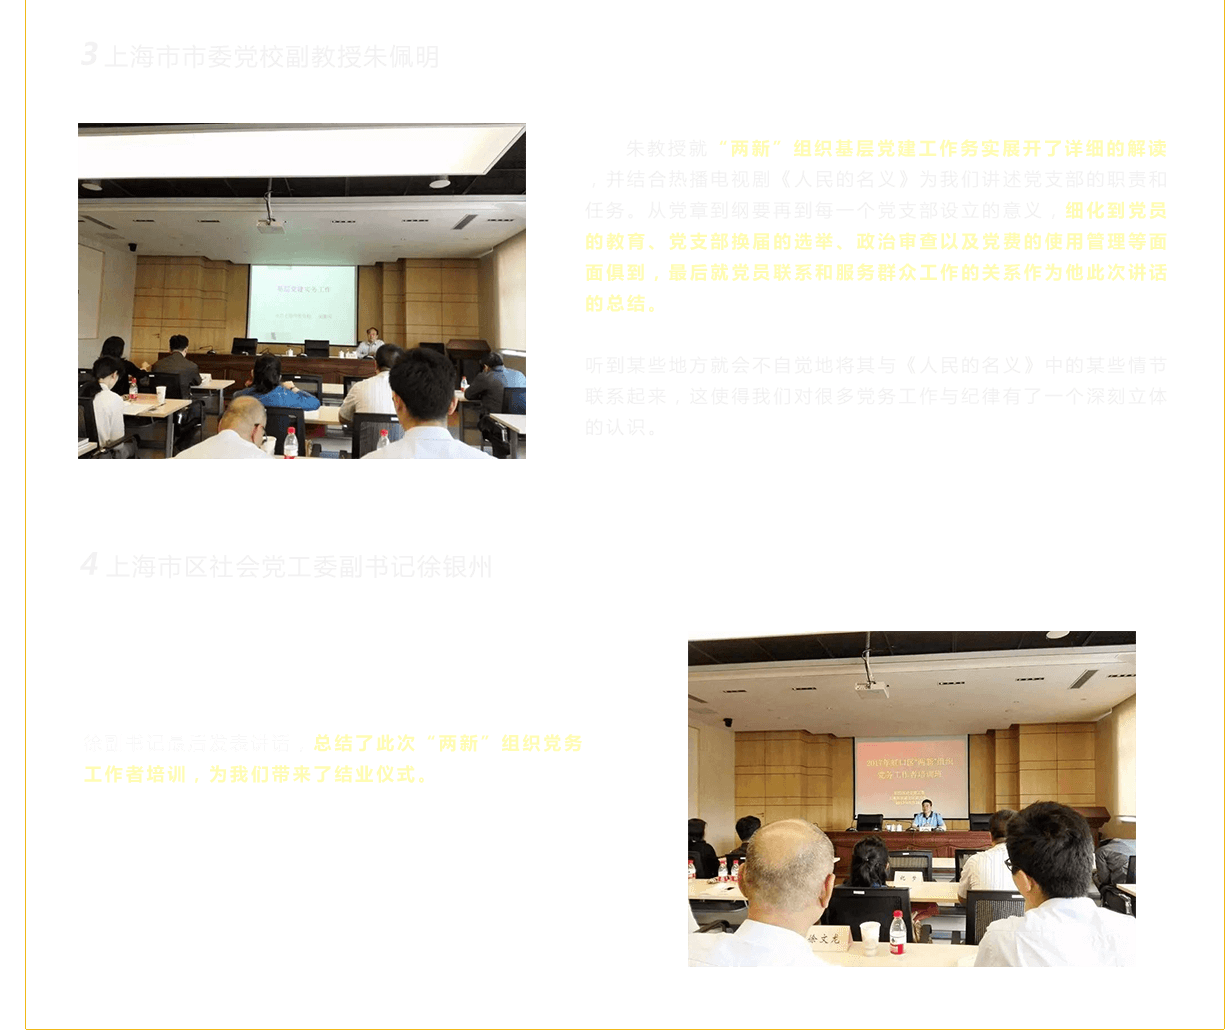 3 上海市市委党校副教授朱佩明
朱教授就“两新”组织基层党建工作务实展开了详细的解读
，并结合热播电视剧《人民的名义》为我们讲述党支部的职责和
任务。从党章到纲要再到每一个党支部设立的意义，细化到党员
的教育、党支部换届的选举、政治审查以及党费的使用管理等面
面俱到，最后就党员联系和服务群众工作的关系作为他此次讲话
的总结。
听到某些地方就会不自觉地将其与《人民的名义》中的某些情节
联系起来，这使得我们对很多党务工作与纪律有了一个深刻立体
的认识。
基层党建实务工作
4 上海市区社会党工委副书记徐银州
徐副书记最后发表讲话，总结了此次“两新”组织党务
工作者培训，为我们带来了结业仪式。
党务工作者培训班
徐文龙